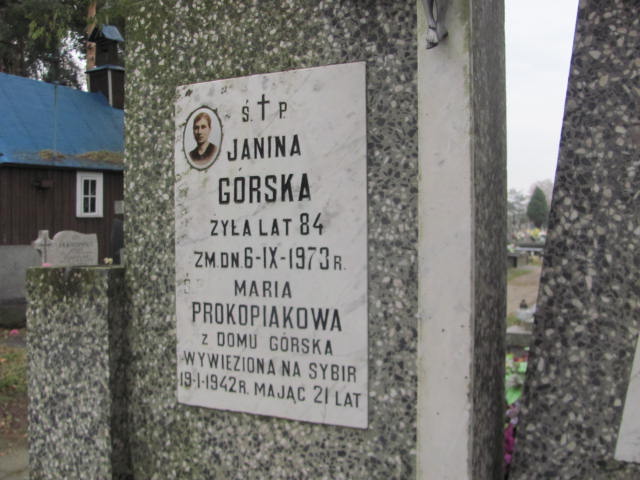 Ś.†P.
JANINA
GÓRSKA
ŻYŁA LAT 84
ZM. DN. 6-IX-1973 R.
MARIA
PROKOPIAKOWA
Z DOMU GÓRSKA
WYWIEZIONA NA SYBIR
19-I-1942 R. MAJĄC 21 LAT